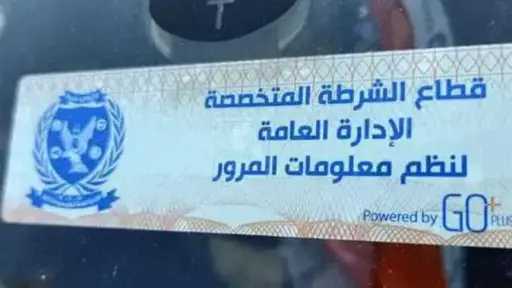 قطاع الشرطة المتخصصة
الإدارة العامة
لنظم معلومات المرور
Powered by GO+ PLUS